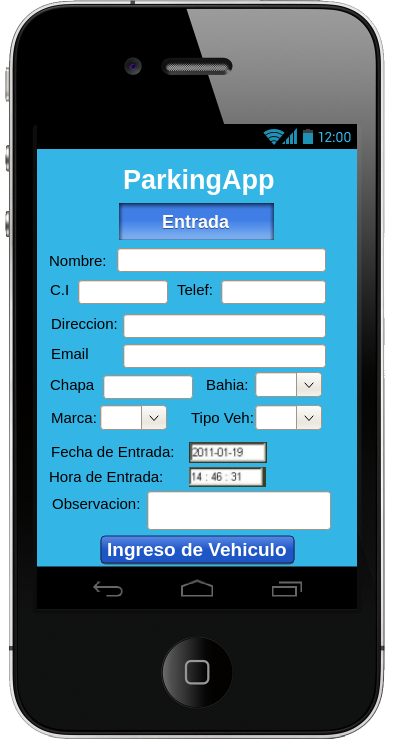 12:00
ParkingApp
Entrada
Nombre:
C.I Telef:
Direccion:
Email
Chapa Bahia:
Marca: Tipo Veh:
Fecha de Entrada: 2011-01-19
Hora de Entrada: 14 : 46 : 31
Observacion:
Ingreso de Vehiculo